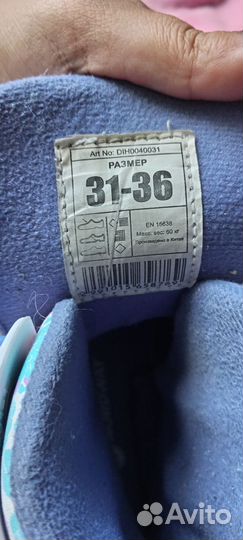 Art No: DIH0040031
РАЗМЕР
31-36
EN 15638
Макс. вес: 60 кг
Произведено в Китае
Avito